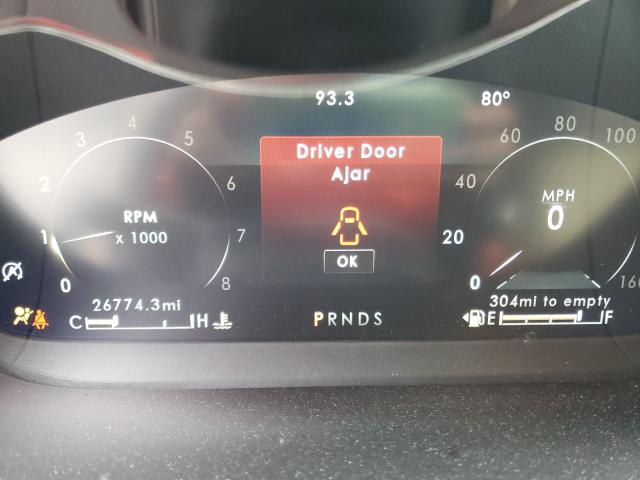 93.3 80°
Driver Door
Ajar
OK
0 1 2 3 4 5 6 7 8
RPM
x 1000
0 20 40 60 80 100 160
MPH
0
26774.3mi
304mi to empty
C H
PRNDS
E F